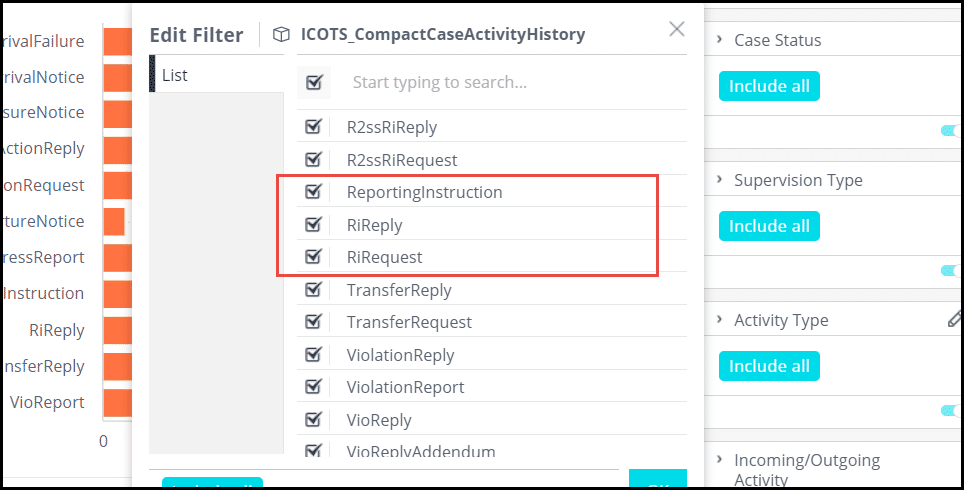 rivalFailure
rivalNotice
sureNotice
ActionReply
onRequest
rtureNotice
ressReport
Instruction
RiReply
nsferReply
VioReport
0
Edit Filter
ICOTS_CompactCaseActivityHistory
List
Start typing to search...
R2ssRiReply
R2ssRiRequest
ReportingInstruction
RiReply
RiRequest
TransferReply
TransferRequest
ViolationReply
ViolationReport
VioReply
VioReplyAddendum
Case Status
Include all
Supervision Type
Include all
Activity Type
Include all
Incoming/Outgoing
Activity